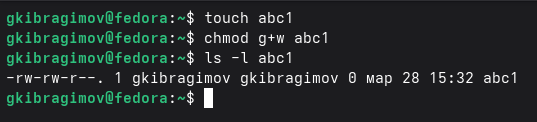 gkibragimov@fedora:~$ touch abc1
gkibragimov@fedora:~$ chmod g+w abc1
gkibragimov@fedora:~$ ls -l abc1
-rw-rw-r--. 1 gkibragimov gkibragimov 0 мар 28 15:32 abc1
gkibragimov@fedora:~$